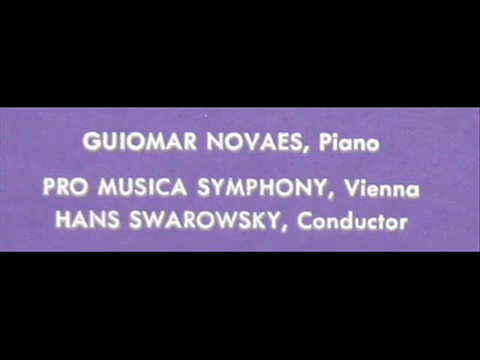 GUIOMAR NOVAES, Piano
PRO MUSICA SYMPHONY, Vienna
HANS SWAROWSKY, Conductor